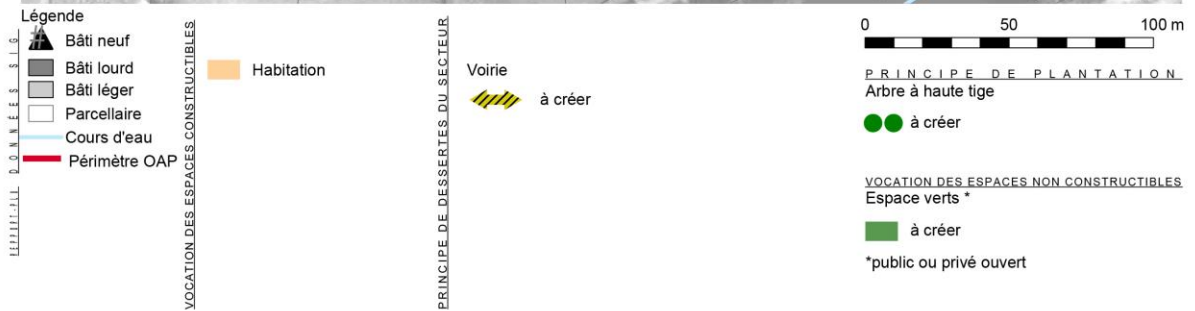 Légende
DONNEES SIG
Bâti neuf
Bâti lourd
Bâti léger
Parcellaire
Cours d'eau
Périmètre OAP
VOCATION DES ESPACES CONSTRUCTIBLES
Habitation
PRINCIPE DE DESSERTES DU SECTEUR
Voirie
à créer
0 50 100 m
PRINCIPE DE PLANTATION
Arbre à haute tige
à créer
VOCATION DES ESPACES NON CONSTRUCTIBLES
Espace verts *
à créer
*public ou privé ouvert